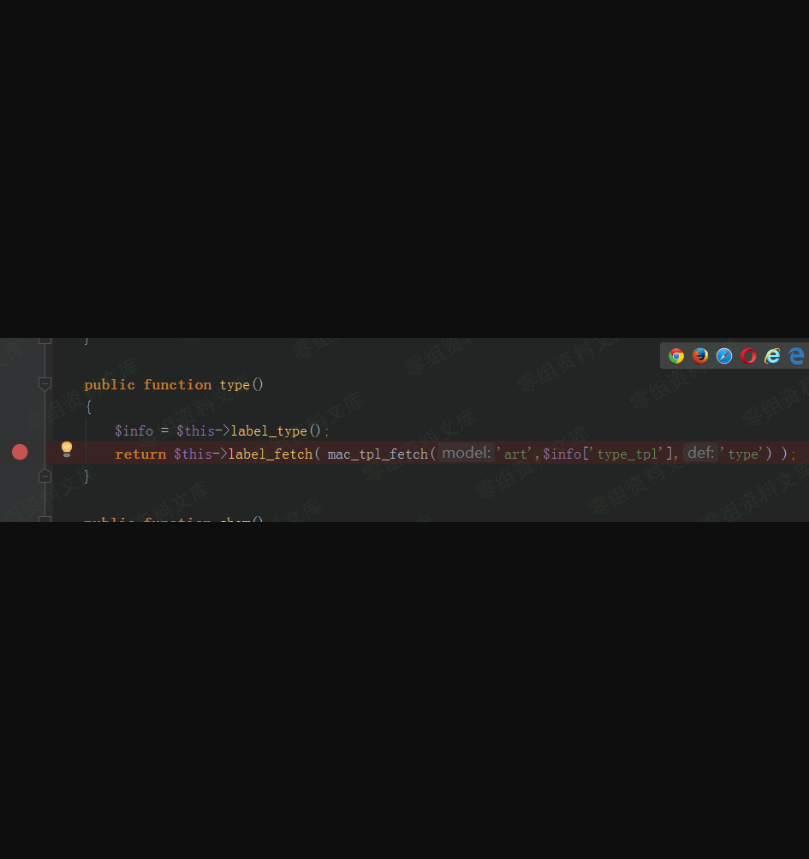 }
public function type()
{
$info = $this->label_type();
return $this->label_fetch( mac_tpl_fetch( model: 'art',$info['type_tpl'], def: 'type') );
}
public function show()
零组资料文库